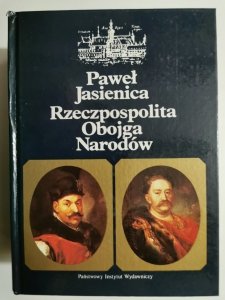 Paweł
Jasienica
Rzeczpospolita
Obojga
Narodów
Państwowy Instytut Wydawniczy